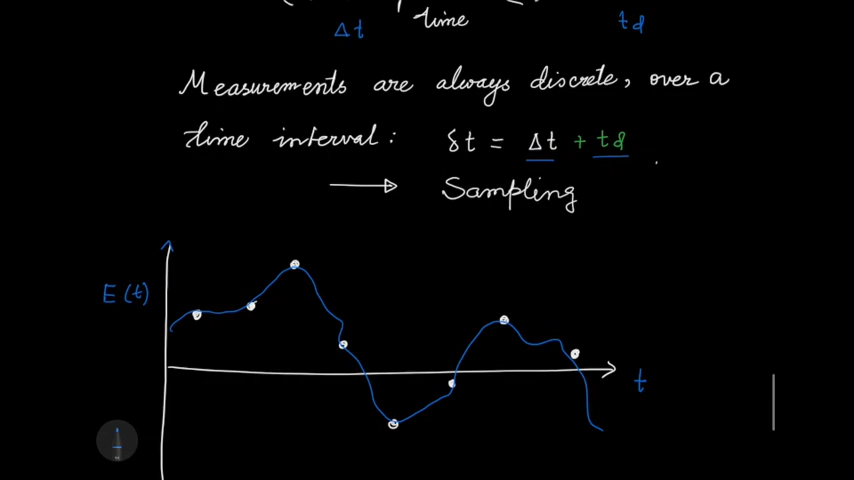 time
Δt
td
Measurements are always discrete, over a
time interval: δt = Δt + td
Sampling
E(t)
t